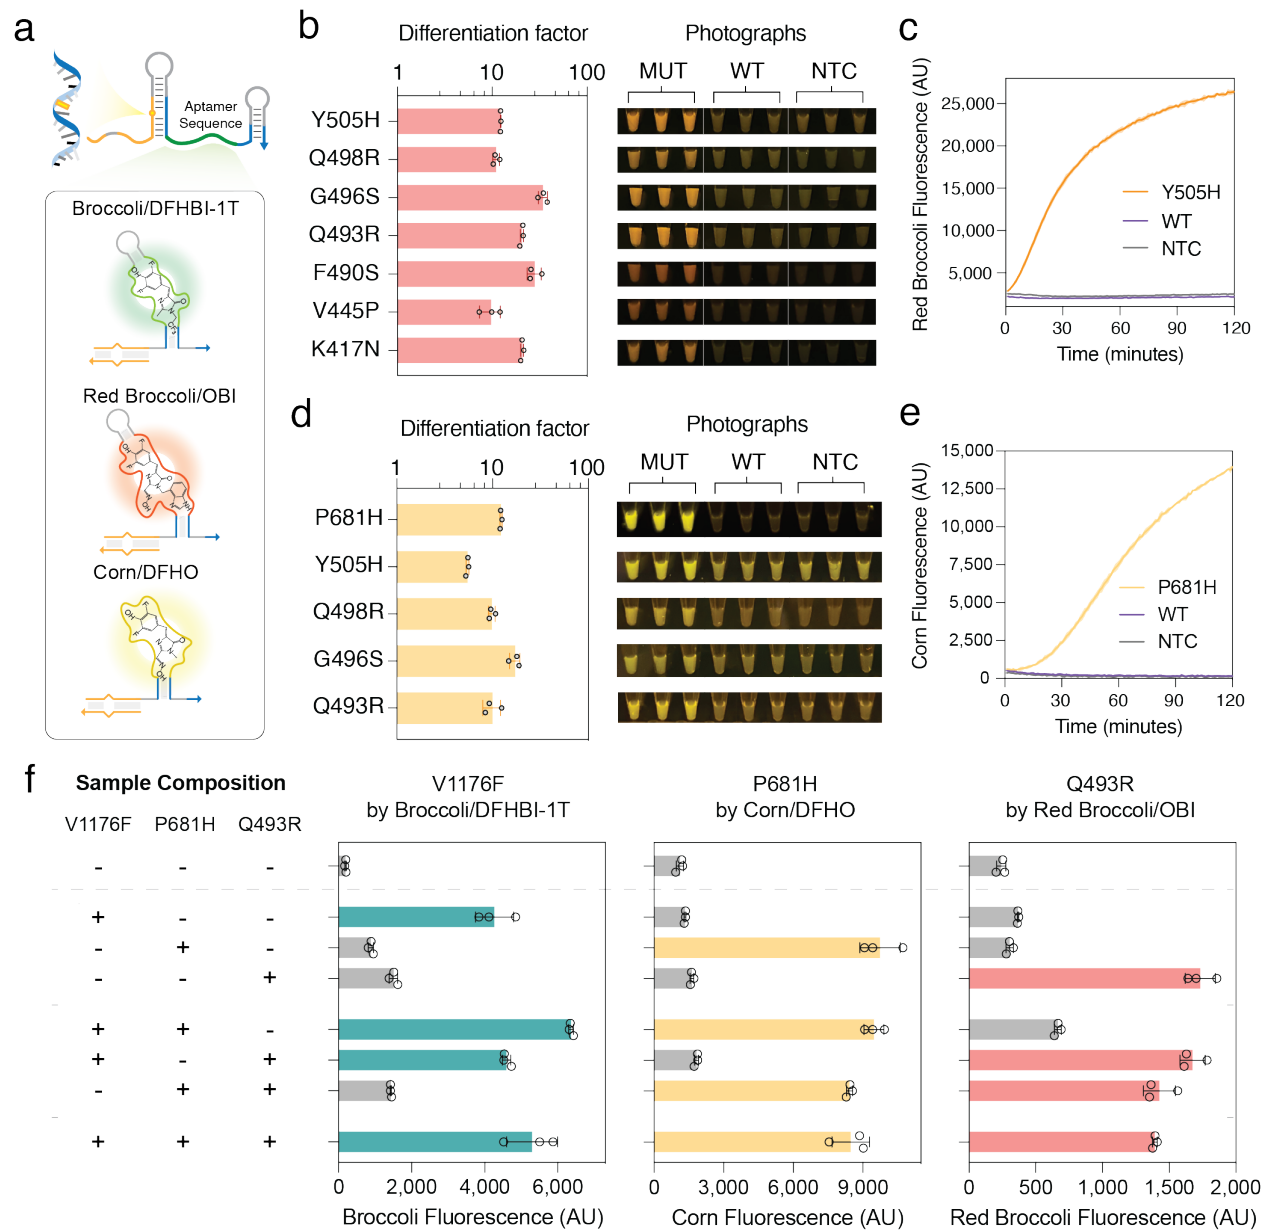 a
Aptamer
Sequence
Broccoli/DFHBI-1T
Red Broccoli/OBI
Corn/DFHO
b
Differentiation factor
1 10 100
Photographs
MUT WT NTC
Y505H
Q498R
G496S
Q493R
F490S
V445P
K417N
c
Red Broccoli Fluorescence (AU)
25,000
20,000
15,000
10,000
5,000
Y505H
WT
NTC
0 30 60 90 120
Time (minutes)
d
Differentiation factor
1 10 100
Photographs
MUT WT NTC
P681H
Y505H
Q498R
G496S
Q493R
e
Corn Fluorescence (AU)
15,000
12,500
10,000
7,500
5,000
2,500
0
P681H
WT
NTC
0 30 60 90 120
Time (minutes)
f
Sample Composition
V1176F P681H Q493R
- - -
+ - -
- + -
- - +
+ + -
+ - +
- + +
+ + +
V1176F
by Broccoli/DFHBI-1T
0 2,000 4,000 6,000
Broccoli Fluorescence (AU)
P681H
by Corn/DFHO
0 3,000 6,000 9,000
Corn Fluorescence (AU)
Q493R
by Red Broccoli/OBI
0 500 1,000 1,500 2,000
Red Broccoli Fluorescence (AU)